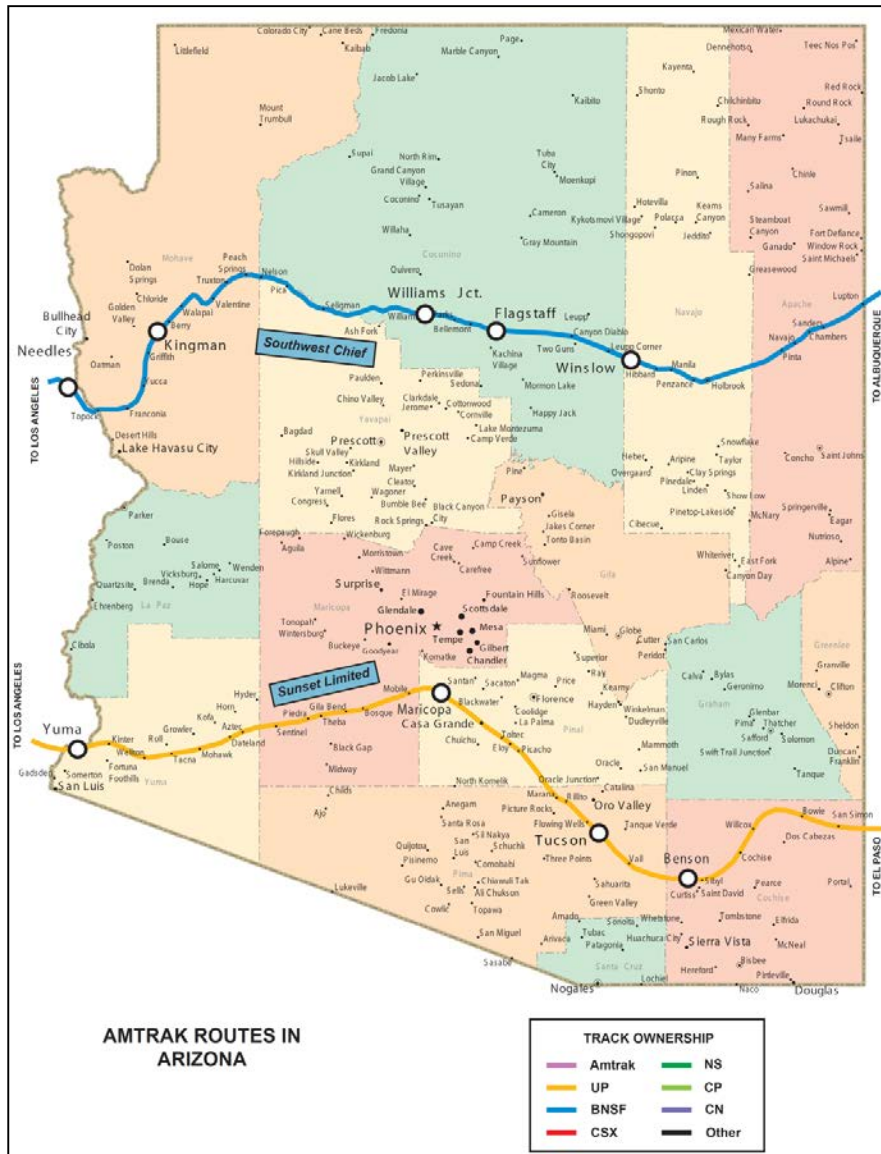 Colorado City
Cane Beds
Fredonia
Kaibab
Littlefield
Page
Marble Canyon
Jacob Lake
Mexican Water
Teec Nos Pos
Dennehotso
Kayenta
Shonto
Chilchinbito
Red Rock
Round Rock
Kaibito
Rough Rock
Lukachukai
Many Farms
Tsaile
Mount
Trumbull
Supai
North Rim
Grand Canyon
Village
Coconino
Tusayan
Tuba
City
Moenkopi
Pinon
Chinle
Salina
Hotevilla
Keams
Canyon
Sawmill
Cameron
Kykotsmovi Village
Polacca
Shongopovi
Jeddito
Steamboat
Canyon
Fort Defiance
Window Rock
Ganado
Saint Michaels
Willaha
Coconino
Gray Mountain
Greasewood
Mohave
Peach
Springs
Nelson
Quivero
Dolan
Springs
Truxton
Pica
Chloride
Valentine
Golden
Valley
Walapai
Berry
Seligman
Williams Jct.
Williams
Parks
Bellemont
Flagstaff
Leupp
Canyon Diablo
Navajo
Apache
Lupton
Sanders
Chambers
Navajo
Pinta
Bullhead
City
Needles
Kingman
Ash Fork
Southwest Chief
Two Guns
Leupp Corner
Winslow
Hibbard
Manila
Penzance
Holbrook
TO ALBUQUERQUE
Oatman
Griffith
Yucca
Kachina
Village
Mormon Lake
Happy Jack
TO LOS ANGELES
Topock
Franconia
Desert Hills
Lake Havasu City
Paulden
Perkinsville
Sedona
Chino Valley
Clarkdale
Jerome
Cottonwood
Cornville
Yavapai
Lake Montezuma
Camp Verde
Bagdad
Prescott
Prescott
Valley
Skull Valley
Hillside
Kirkland
Kirkland Junction
Mayer
Cleator
Yarnell
Wagoner
Congress
Bumble Bee
Flores
Rock Springs
Black Canyon
City
Pine
Payson
Gisela
Jakes Corner
Tonto Basin
Heber
Overgaard
Aripine
Snowflake
Taylor
Clay Springs
Pinedale
Linden
Show Low
Pinetop-Lakeside
McNary
Cibecue
Concho
Saint Johns
Springerville
Eagar
Nutrioso
Alpine
Parker
Poston
Bouse
Salome
Wenden
Vicksburg
Hope
Harcuvar
Quartzsite
Brenda
Ehrenberg
La Paz
Cibola
Forepaugh
Wickenburg
Aguila
Morristown
Wittmann
Cave
Creek
Camp Creek
Carefree
Sunflower
Surprise
El Mirage
Fountain Hills
Maricopa
Glendale
Scottsdale
Tonopah
Wintersburg
Phoenix
Mesa
Tempe
Buckeye
Goodyear
Gilbert
Komatke
Chandler
Gila
Roosevelt
Whiteriver
East Fork
Canyon Day
Miami
Globe
Cutter
San Carlos
Peridot
Superior
Ray
Greenlee
Granville
Morenci
Clifton
Calva
Bylas
Geronimo
Graham
Glenbar
Pima
Thatcher
Safford
Solomon
Swift Trail Junction
Sheldon
Duncan
Franklin
Tanque
Sunset Limited
TO LOS ANGELES
Yuma
Hyder
Horn
Kofa
Growler
Aztec
Roll
Kinter
Wellton
Tacna
Mohawk
Dateland
Sentinel
Piedra
Gila Bend
Theba
Bosque
Mobile
Maricopa
Casa Grande
Santan
Sacaton
Blackwater
Magma
Price
Florence
Coolidge
La Palma
Pinal
Kearny
Hayden
Winkelman
Dudleyville
Gadsden
Somerton
San Luis
Fortuna
Foothills
Yuma
Black Gap
Midway
Chuichu
Toltec
Eloy
Picacho
Mammoth
Oracle
San Manuel
Oracle Junction
Catalina
North Komelik
Childs
Ajo
Anegam
Santa Rosa
Sil Nakya
San
Luis
Schuchk
Quijotoa
Pisinemo
Comobabi
Pima
Gu Oidak
Chiawuli Tak
Sells
Ali Chukson
Cowlic
Topawa
Lukeville
San Miguel
Sasabe
Marana
Rillito
Picture Rocks
Oro Valley
Flowing Wells
Tanque Verde
Tucson
Three Points
Vail
Sahuarita
Green Valley
Amado
Arivaca
Tubac
Sonoita
Patagonia
Santa Cruz
Nogales
Lochiel
Benson
Willcox
Bowie
San Simon
Dos Cabezas
Cochise
Sibyl
Curtiss
Saint David
Pearce
Portal
Cochise
Whetstone
Tombstone
Elfrida
Huachuca City
McNeal
Sierra Vista
Bisbee
Hereford
Pirtleville
Naco
Douglas
TO EL PASO
AMTRAK ROUTES IN
ARIZONA
TRACK OWNERSHIP
Amtrak
NS
UP
CP
BNSF
CN
CSX
Other